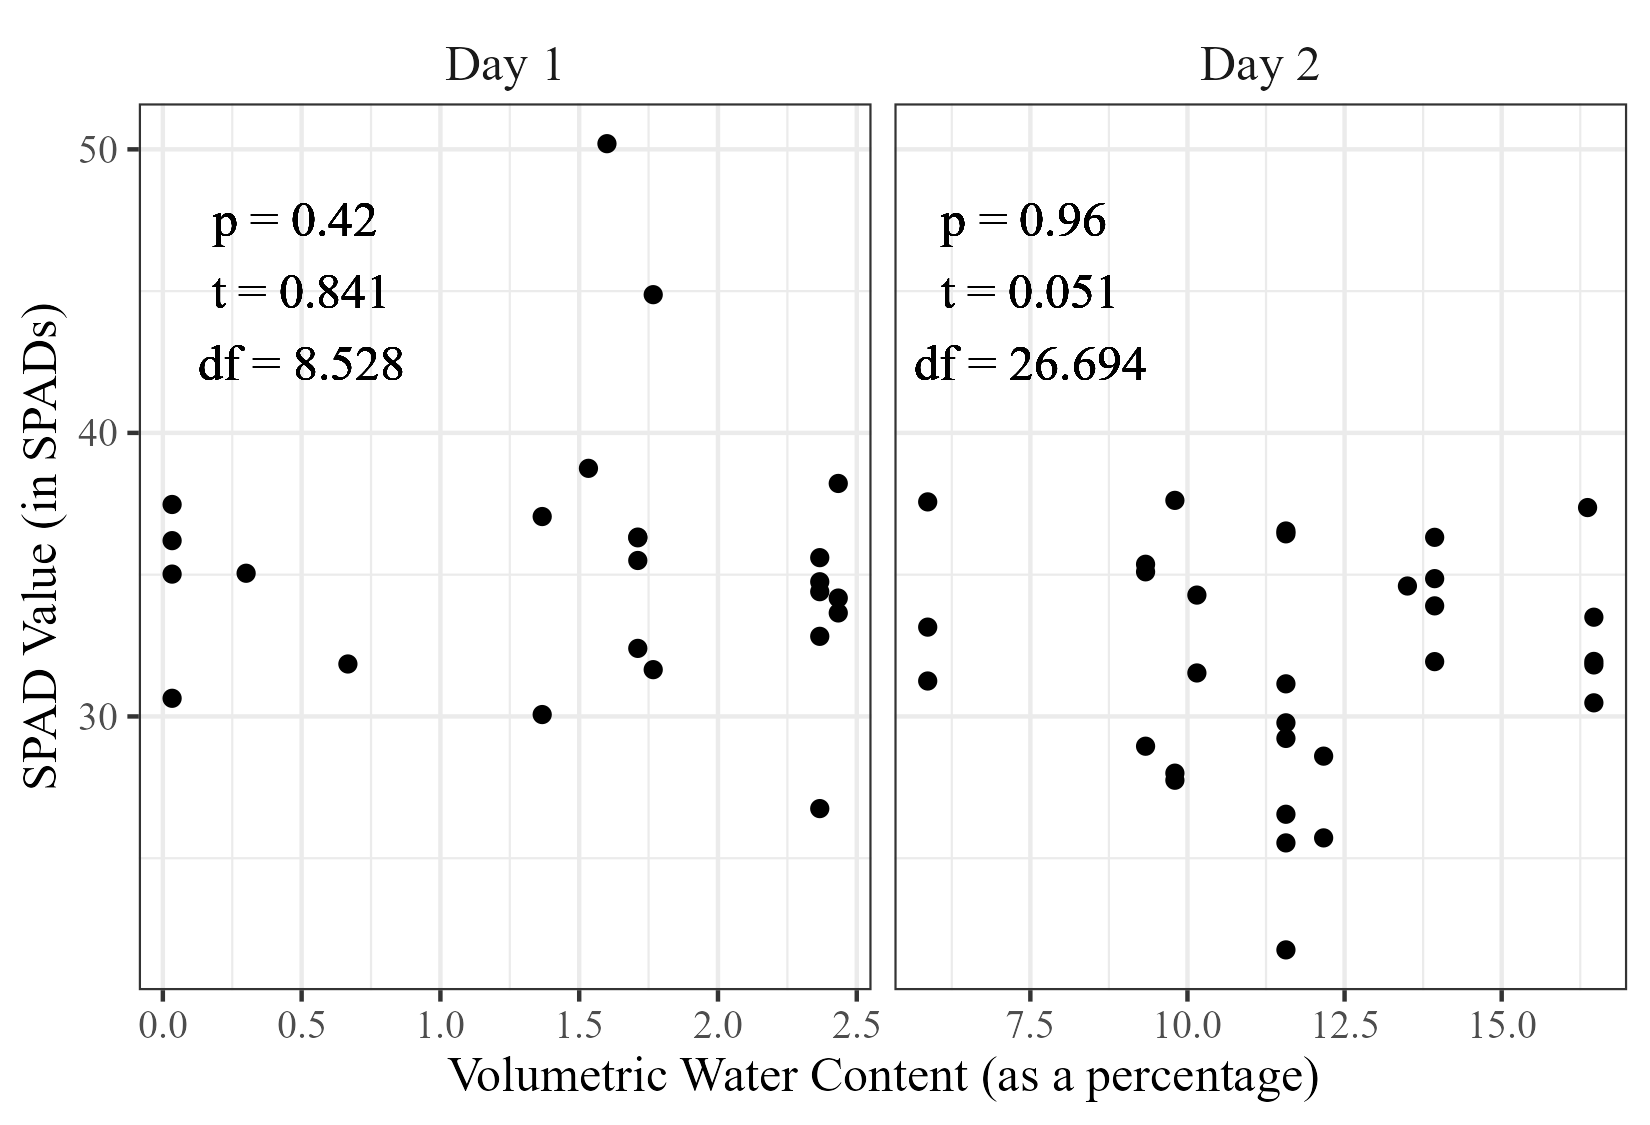 Day 1
Day 2
50
40
30
SPAD Value (in SPADs)
p = 0.42
t = 0.841
df = 8.528
p = 0.96
t = 0.051
df = 26.694
0.0 0.5 1.0 1.5 2.0 2.5
7.5 10.0 12.5 15.0
Volumetric Water Content (as a percentage)